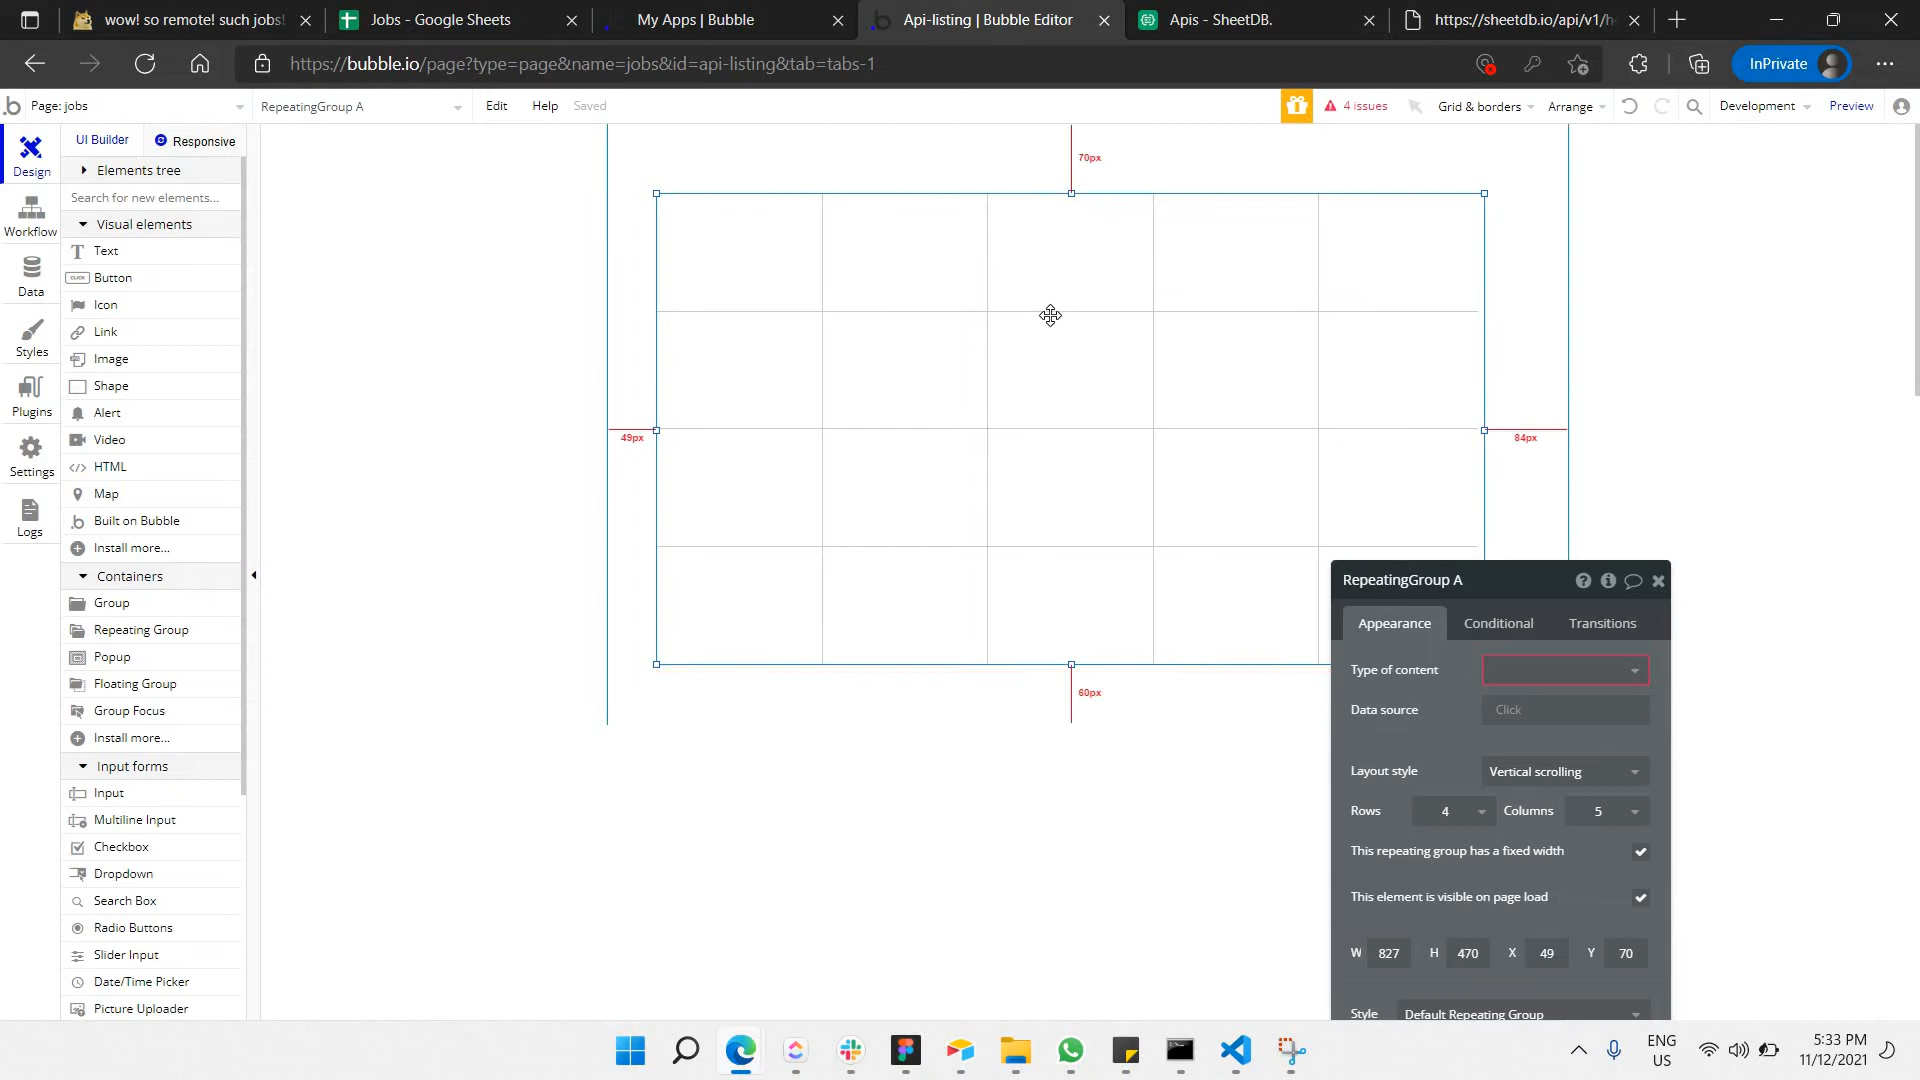 wow! so remote! such jobs!
Jobs - Google Sheets
My Apps | Bubble
Api-listing | Bubble Editor
Apis - SheetDB.
https://sheetdb.io/api/v1/h
https://bubble.io/page?type=page&name=jobs&id=api-listing&tab=tabs-1
InPrivate
Page: jobs
RepeatingGroup A
Edit
Help
Saved
4 issues
Grid & borders
Arrange
Development
Preview
Design
Workflow
Data
Styles
Plugins
Settings
Logs
UI Builder
Responsive
Elements tree
Search for new elements...
Visual elements
Text
CLICK
Button
Icon
Link
Image
Shape
Alert
Video
HTML
Map
Built on Bubble
Install more...
Containers
Group
Repeating Group
Popup
Floating Group
Group Focus
Install more...
Input forms
Input
Multiline Input
Checkbox
Dropdown
Search Box
Radio Buttons
Slider Input
Date/Time Picker
Picture Uploader
70px
49px
84px
60px
RepeatingGroup A
Appearance
Conditional
Transitions
Type of content
Data source
Click
Layout style
Vertical scrolling
Rows
4
Columns
5
This repeating group has a fixed width
This element is visible on page load
W
827
H
470
X
49
Y
70
Style
Default Repeating Group
ENG
US
5:33 PM
11/12/2021